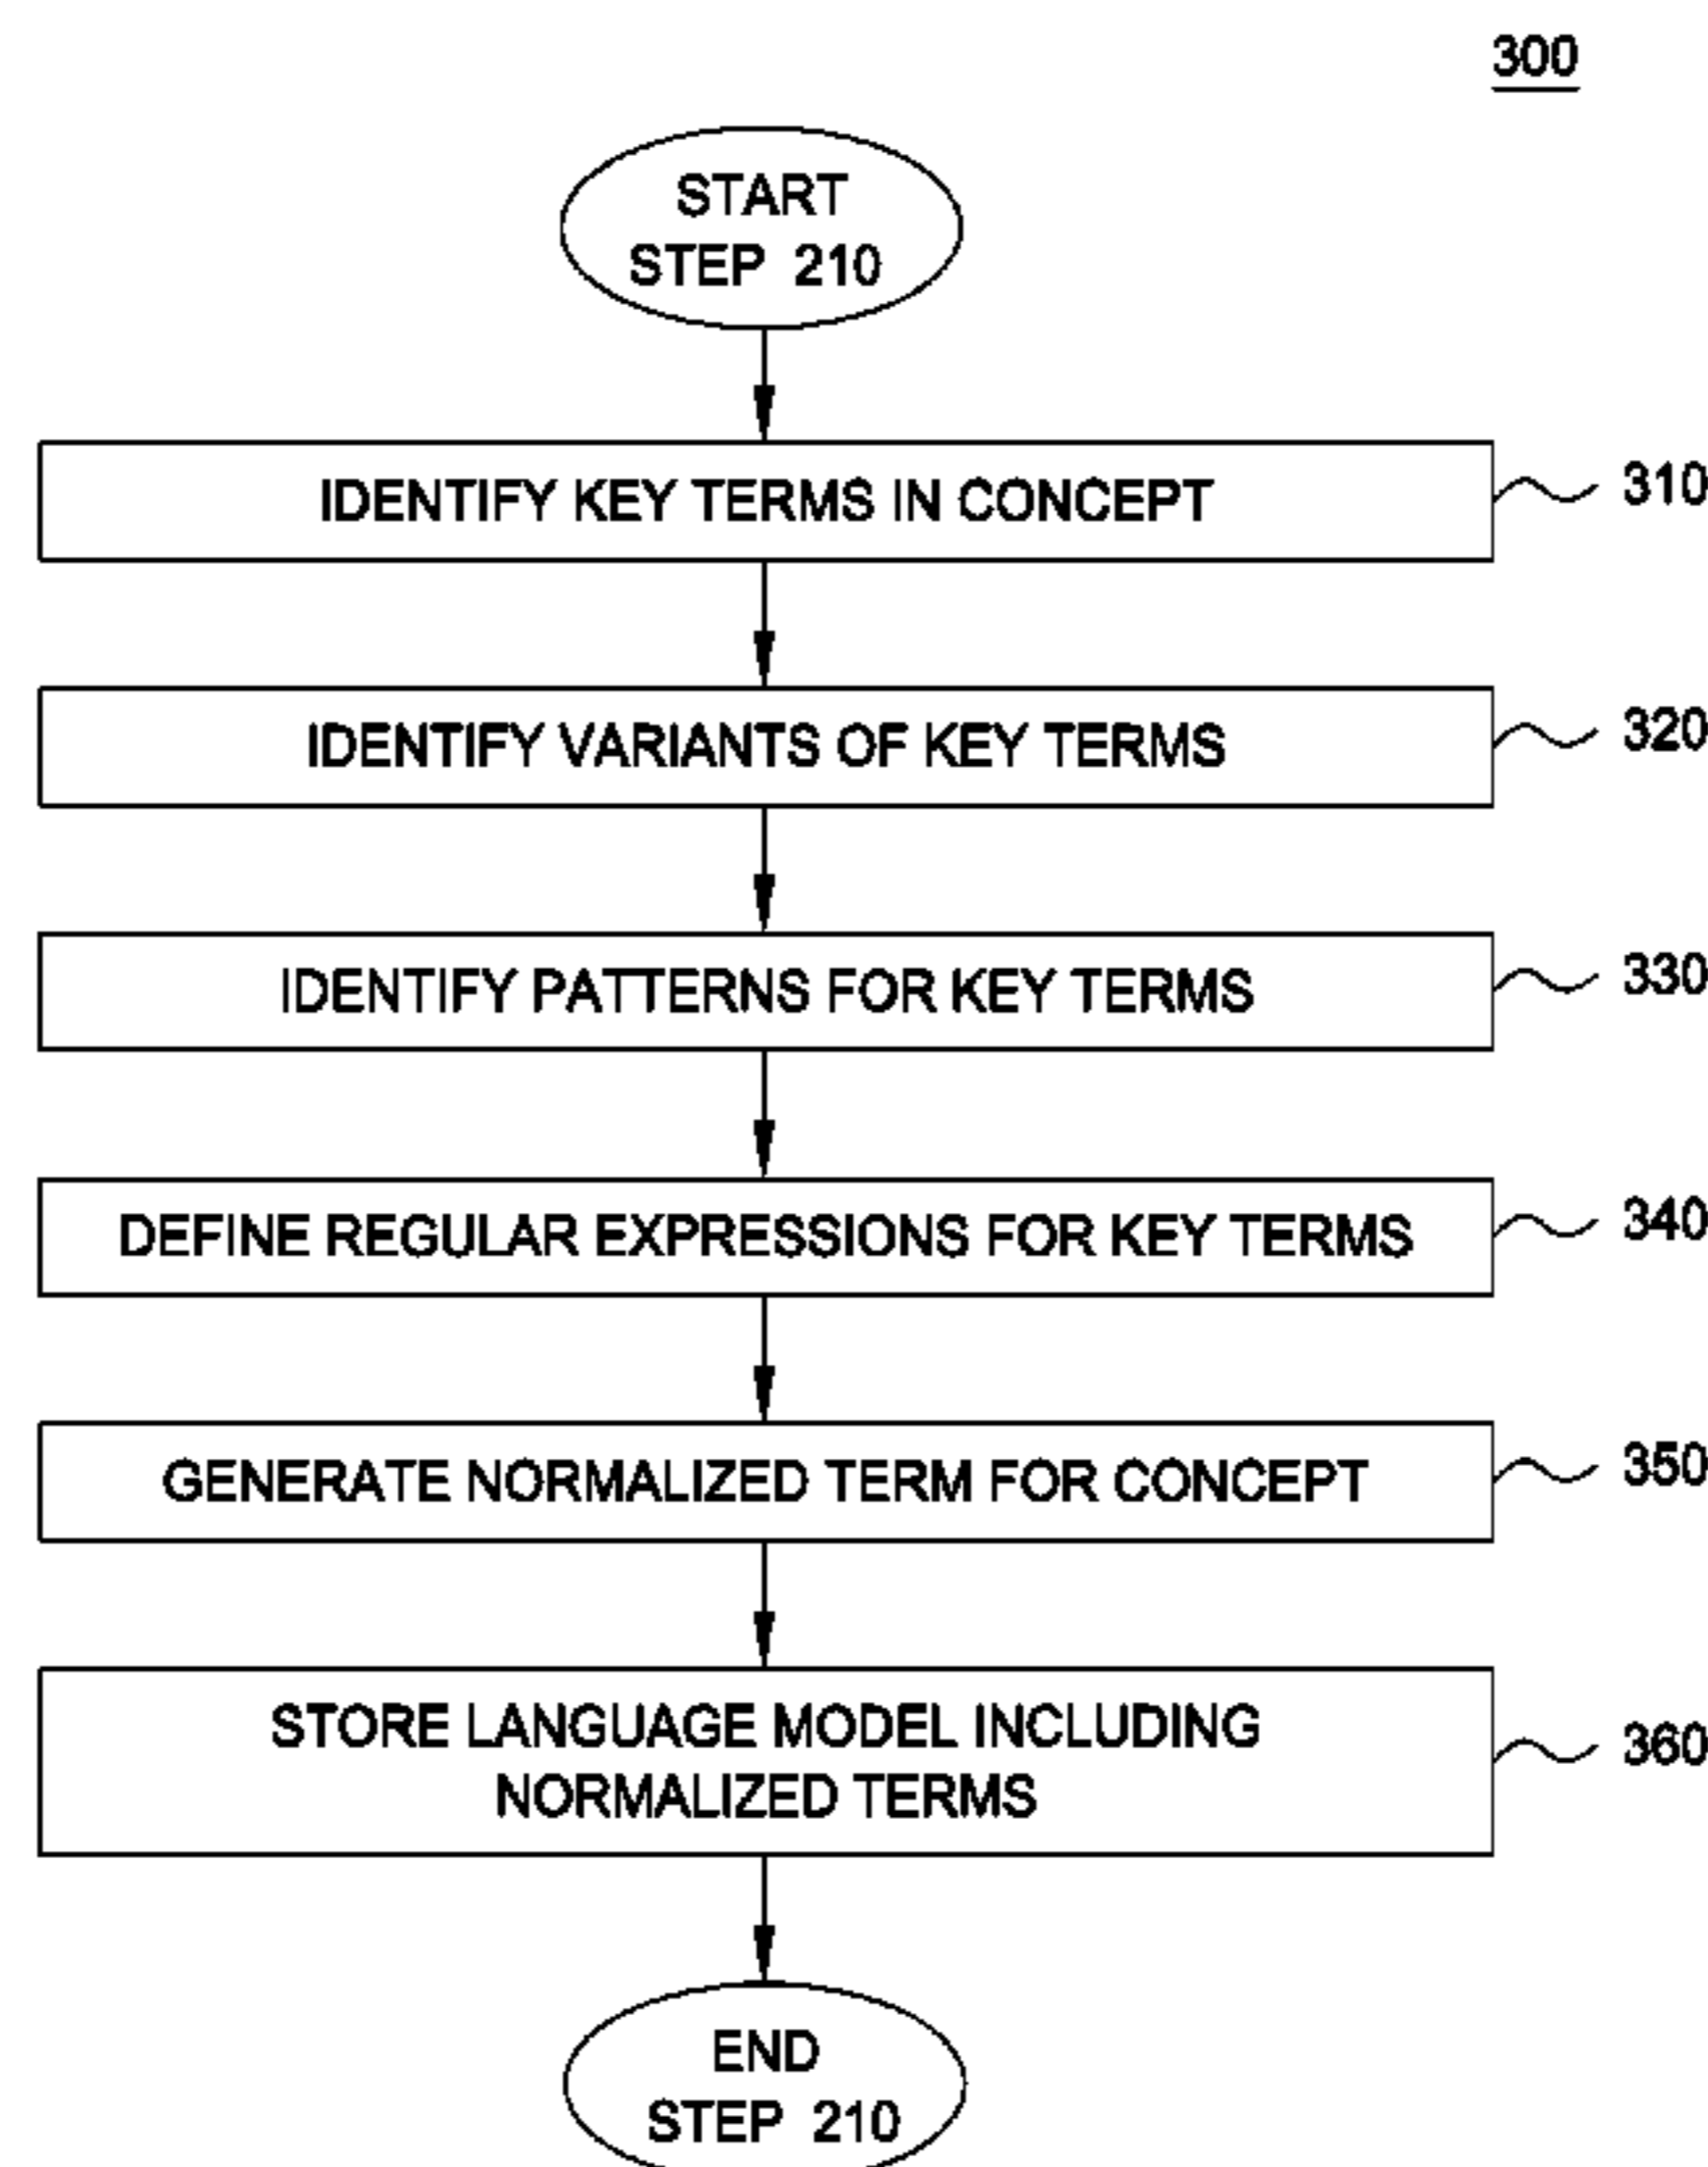 300
START
STEP 210
IDENTIFY KEY TERMS IN CONCEPT
310
IDENTIFY VARIANTS OF KEY TERMS
320
IDENTIFY PATTERNS FOR KEY TERMS
330
DEFINE REGULAR EXPRESSIONS FOR KEY TERMS
340
GENERATE NORMALIZED TERM FOR CONCEPT
350
STORE LANGUAGE MODEL INCLUDING
NORMALIZED TERMS
360
END
STEP 210